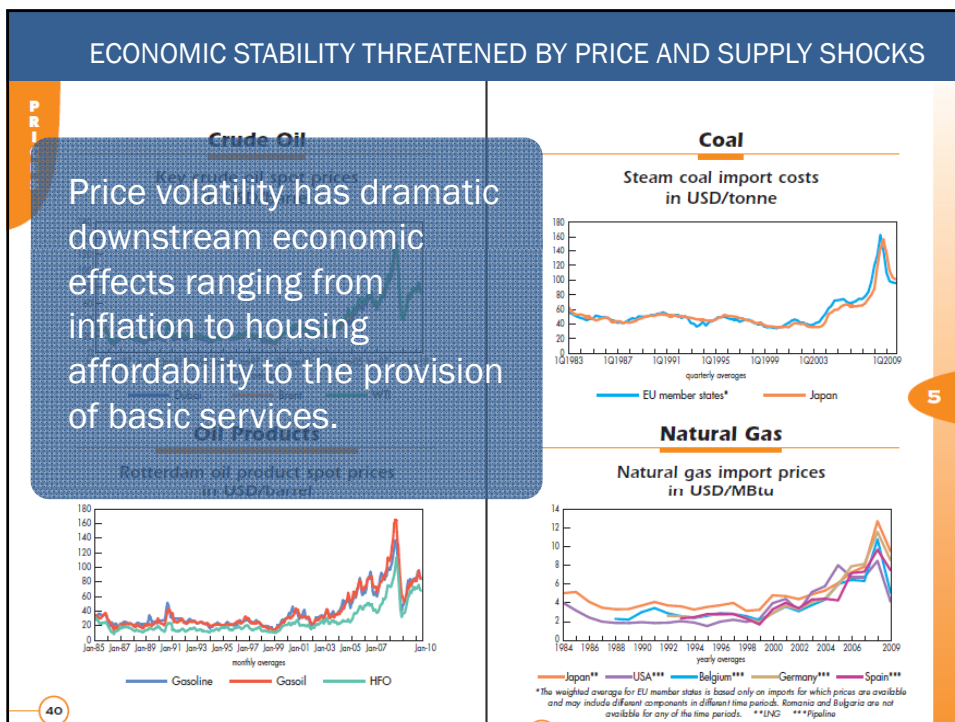 ECONOMIC STABILITY THREATENED BY PRICE AND SUPPLY SHOCKS
Crude Oil
Key crude oil spot prices
Price volatility has dramatic
downstream economic
effects ranging from
inflation to housing
affordability to the provision
of basic services.
Dubai Brent WTI
Oil Products
Rotterdam oil product spot prices
in USD/barrel
180
160
140
120
100
80
60
40
20
0
Jan-85 Jan-87 Jan-89 Jan-91 Jan-93 Jan-95 Jan-97 Jan-99 Jan-01 Jan-03 Jan-05 Jan-07 Jan-10
monthly averages
Gasoline Gasoil HFO
40
Coal
Steam coal import costs
in USD/tonne
180
160
140
120
100
80
60
40
20
0
1Q1983 1Q1987 1Q1991 1Q1995 1Q1999 1Q2003 1Q2009
quarterly averages
EU member states* Japan
5
Natural Gas
Natural gas import prices
in USD/MBtu
14
12
10
8
6
4
2
0
1984 1986 1988 1990 1992 1994 1996 1998 2000 2002 2004 2006 2009
yearly averages
Japan** USA*** Belgium*** Germany*** Spain***
*The weighted average for EU member states is based only on imports for which prices are available
and may include different components in different time periods. Romania and Bulgaria are not
available for any of the time periods. **LNG ***Pipeline